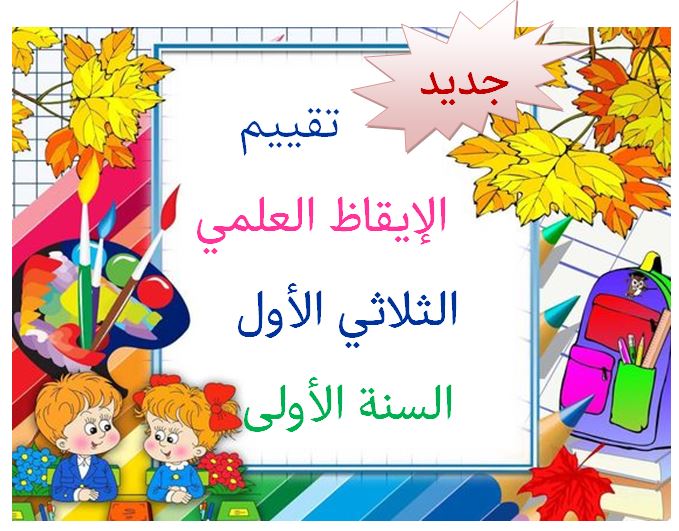 جديد
تقييم
الإيقاظ العلمي
الثلاثي الأول
السنة الأولى